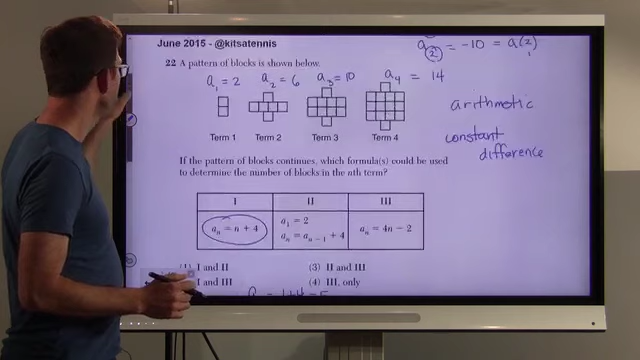 June 2015 - @kitsatennis
a(2) = -10 = a(2)
22 A pattern of blocks is shown below.
a1 = 2 a2 = 6 a3 = 10 a4 = 14
arithmetic
Term 1 Term 2 Term 3 Term 4
constant
difference
If the pattern of blocks continues, which formula(s) could be used
to determine the number of blocks in the nth term?
I II III
an = n + 4
a1 = 2
an = an − 1 + 4
an = 4n − 2
(1) I and II (3) II and III
I and III (4) III, only